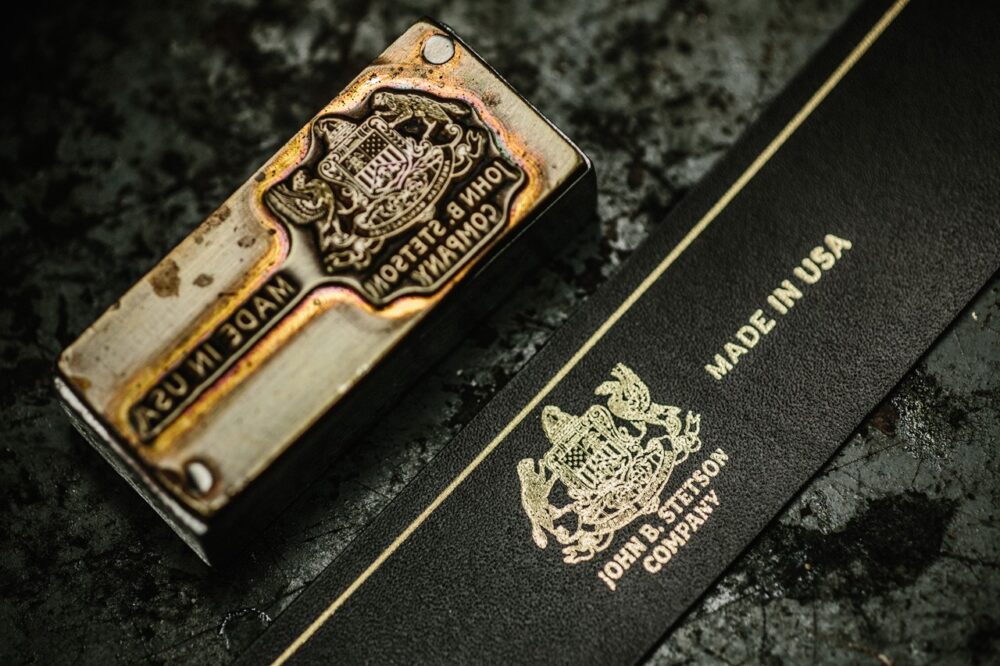 JOHN B. STETSON
COMPANY
MADE IN USA
MADE IN USA
JOHN B. STETSON
COMPANY